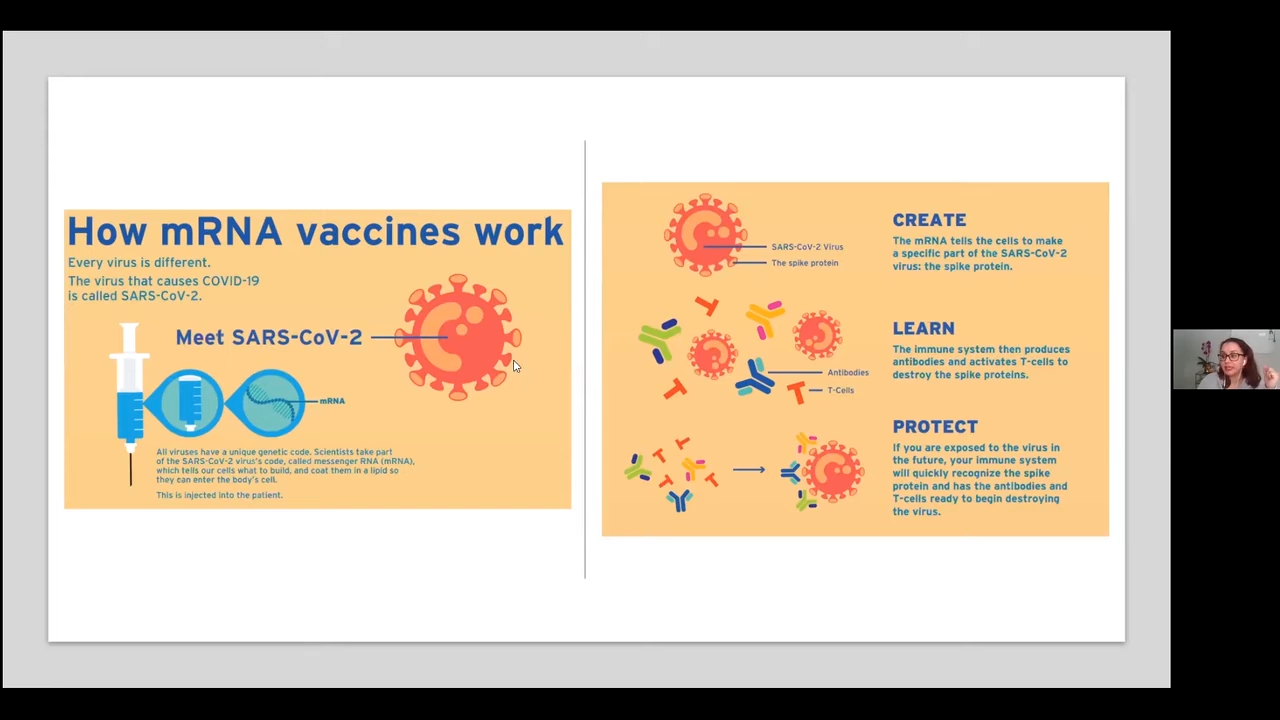 How mRNA vaccines work
Every virus is different.
The virus that causes COVID-19
is called SARS-CoV-2.
Meet SARS-CoV-2
mRNA
All viruses have a unique genetic code. Scientists take part
of the SARS-CoV-2 virus's code, called messenger RNA (mRNA),
which tells our cells what to build, and coat them in a lipid so
they can enter the body's cell.
This is injected into the patient.
SARS-CoV-2 Virus
The spike protein
CREATE
The mRNA tells the cells to make
a specific part of the SARS-CoV-2
virus: the spike protein.
Antibodies
T-Cells
LEARN
The immune system then produces
antibodies and activates T-cells to
destroy the spike proteins.
PROTECT
If you are exposed to the virus in
the future, your immune system
will quickly recognize the spike
protein and has the antibodies and
T-cells ready to begin destroying
the virus.